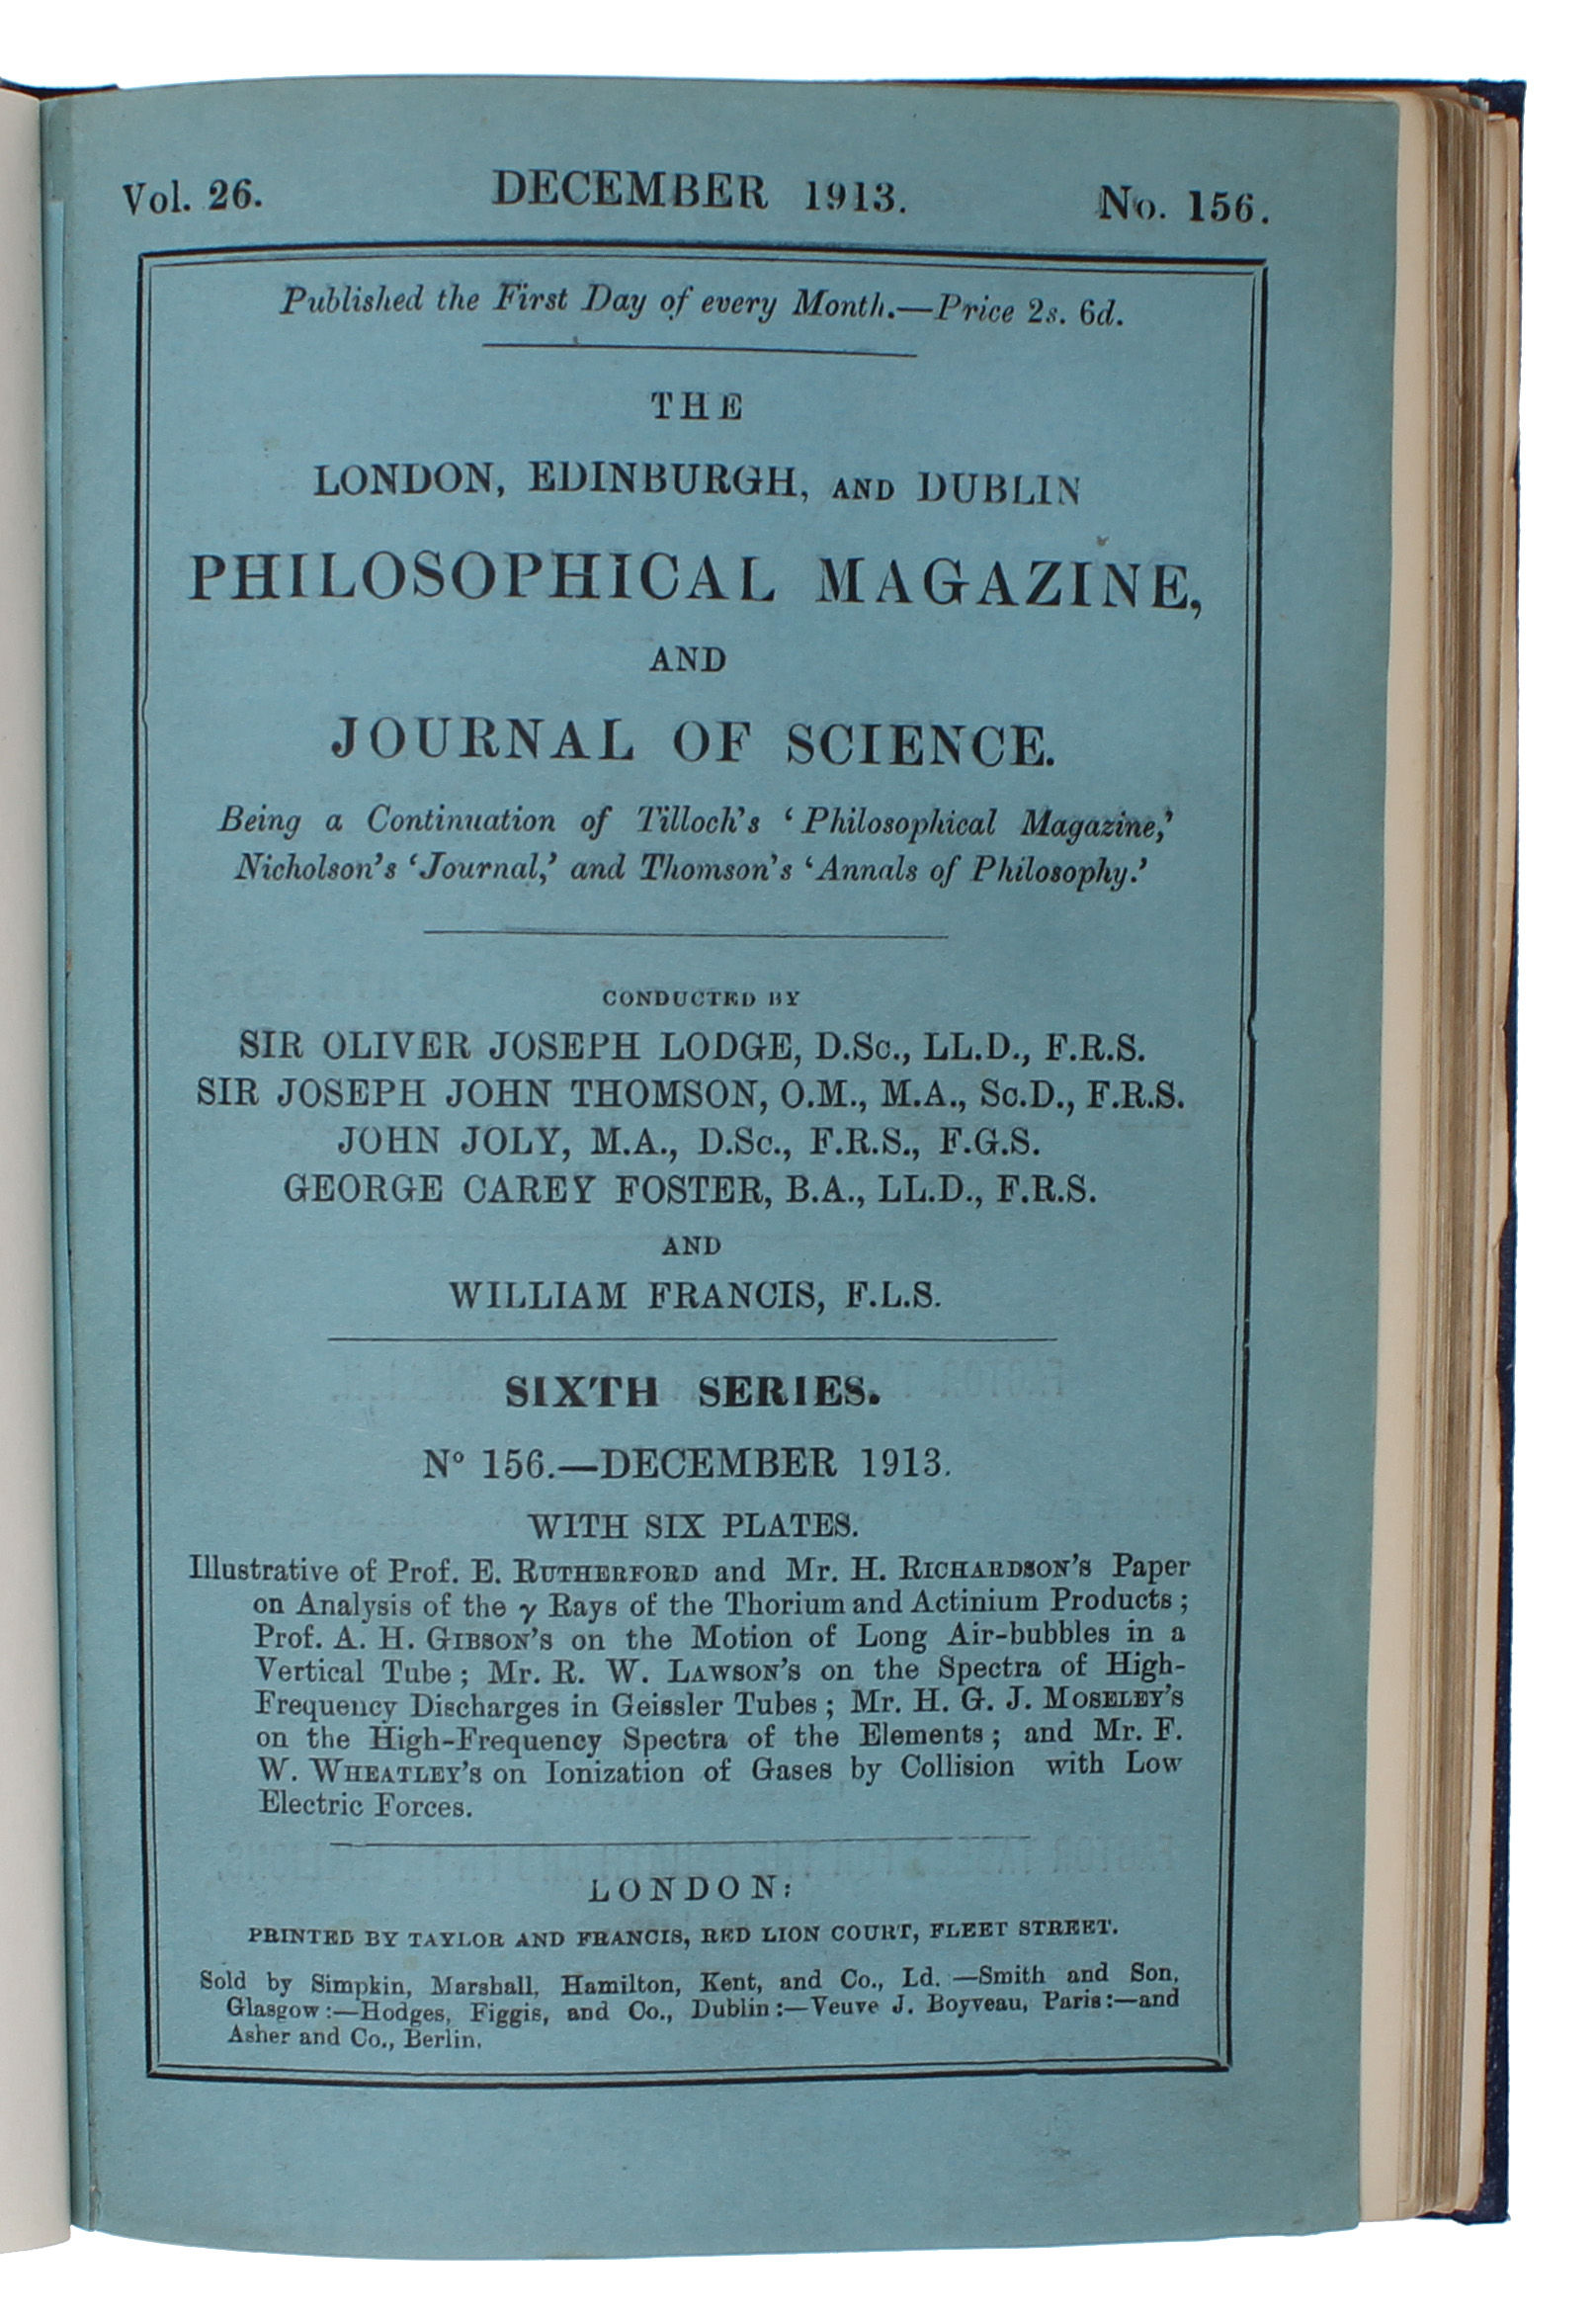 Vol. 26. DECEMBER 1913. No. 156.
Published the First Day of every Month.—Price 2s. 6d.
THE
LONDON, EDINBURGH, AND DUBLIN
PHILOSOPHICAL MAGAZINE,
AND
JOURNAL OF SCIENCE.
Being a Continuation of Tilloch's ‘Philosophical Magazine,’
Nicholson's ‘Journal,’ and Thomson's ‘Annals of Philosophy.’
CONDUCTED BY
SIR OLIVER JOSEPH LODGE, D.Sc., LL.D., F.R.S.
SIR JOSEPH JOHN THOMSON, O.M., M.A., Sc.D., F.R.S.
JOHN JOLY, M.A., D.Sc., F.R.S., F.G.S.
GEORGE CAREY FOSTER, B.A., LL.D., F.R.S.
AND
WILLIAM FRANCIS, F.L.S.
SIXTH SERIES.
Nº 156.—DECEMBER 1913.
WITH SIX PLATES.
Illustrative of Prof. E. RUTHERFORD and Mr. H. RICHARDSON'S Paper
on Analysis of the γ Rays of the Thorium and Actinium Products;
Prof. A. H. GIBSON'S on the Motion of Long Air-bubbles in a
Vertical Tube; Mr. R. W. LAWSON'S on the Spectra of High-
Frequency Discharges in Geissler Tubes; Mr. H. G. J. MOSELEY'S
on the High-Frequency Spectra of the Elements; and Mr. F.
W. WHEATLEY'S on Ionization of Gases by Collision with Low
Electric Forces.
LONDON:
PRINTED BY TAYLOR AND FRANCIS, RED LION COURT, FLEET STREET.
Sold by Simpkin, Marshall, Hamilton, Kent, and Co., Ld.—Smith and Son,
Glasgow:—Hodges, Figgis, and Co., Dublin:—Veuve J. Boyveau, Paris:—and
Asher and Co., Berlin.